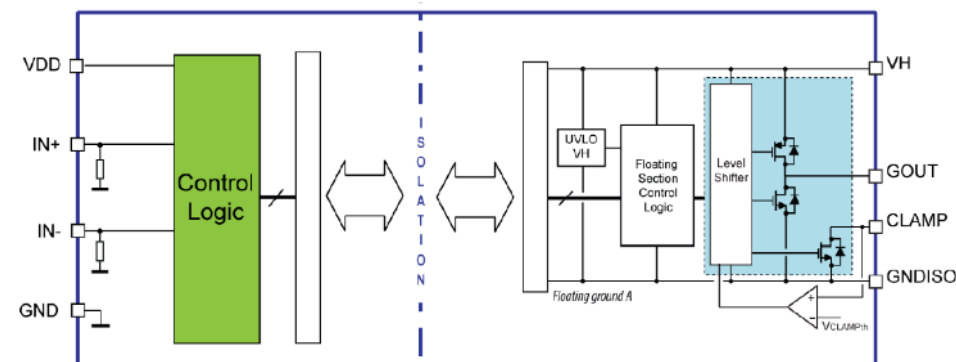 VDD
IN+
IN-
GND
Control
Logic
ISOLATION
UVLO
VH
Floating
Section
Control
Logic
Level
Shifter
VH
GOUT
CLAMP
GNDISO
Floating ground A
+
-
VCLAMPth